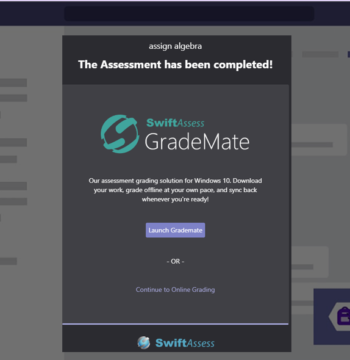 assign algebra
The Assessment has been completed!
SwiftAssess
GradeMate
Our assessment grading solution for Windows 10. Download
your work, grade offline at your own pace, and sync back
whenever you're ready!
Launch Gradement
- OR -
Continue to Online Grading
SwiftAssess